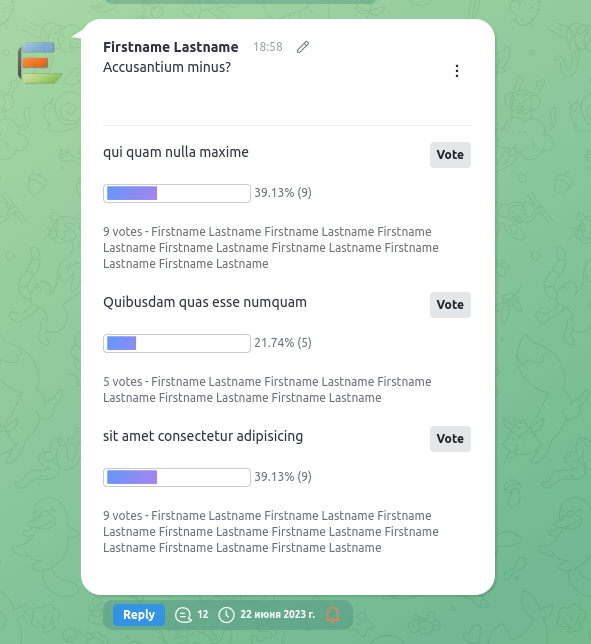 Firstname Lastname 18:58
Accusantium minus?
qui quam nulla maxime Vote
39.13% (9)
9 votes - Firstname Lastname Firstname Lastname Firstname
Lastname Firstname Lastname Firstname Lastname Firstname
Lastname Firstname Lastname
Quibusdam quas esse numquam Vote
21.74% (5)
5 votes - Firstname Lastname Firstname Lastname Firstname
Lastname Firstname Lastname Firstname Lastname
sit amet consectetur adipisicing Vote
39.13% (9)
9 votes - Firstname Lastname Firstname Lastname Firstname
Lastname Firstname Lastname Firstname Lastname Firstname
Lastname Firstname Lastname Firstname Lastname
Reply 12 22 июня 2023 г.